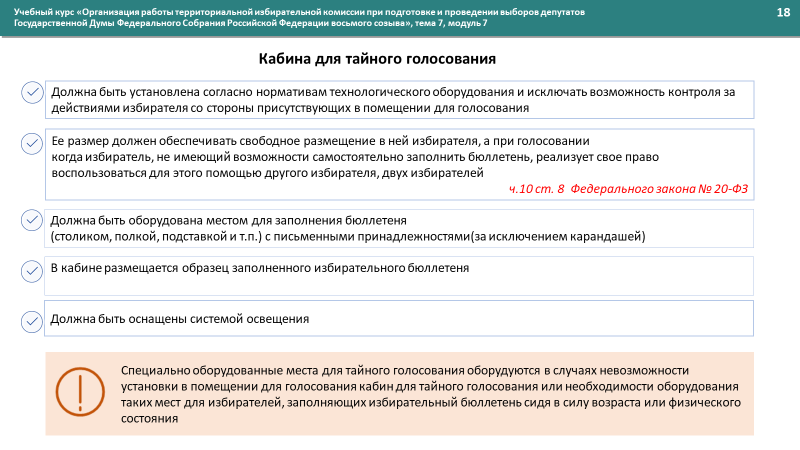 Учебный курс «Организация работы территориальной избирательной комиссии при подготовке и проведении выборов депутатов
Государственной Думы Федерального Собрания Российской Федерации восьмого созыва», тема 7, модуль 7
18
Кабина для тайного голосования
Должна быть установлена согласно нормативам технологического оборудования и исключать возможность контроля за
действиями избирателя со стороны присутствующих в помещении для голосования
Ее размер должен обеспечивать свободное размещение в ней избирателя, а при голосовании
когда избиратель, не имеющий возможности самостоятельно заполнить бюллетень, реализует свое право
воспользоваться для этого помощью другого избирателя, двух избирателей
ч.10 ст. 8 Федерального закона № 20-ФЗ
Должна быть оборудована местом для заполнения бюллетеня
(столиком, полкой, подставкой и т.п.) с письменными принадлежностями(за исключением карандашей)
В кабине размещается образец заполненного избирательного бюллетеня
Должна быть оснащены системой освещения
Специально оборудованные места для тайного голосования оборудуются в случаях невозможности
установки в помещении для голосования кабин для тайного голосования или необходимости оборудования
таких мест для избирателей, заполняющих избирательный бюллетень сидя в силу возраста или физического
состояния